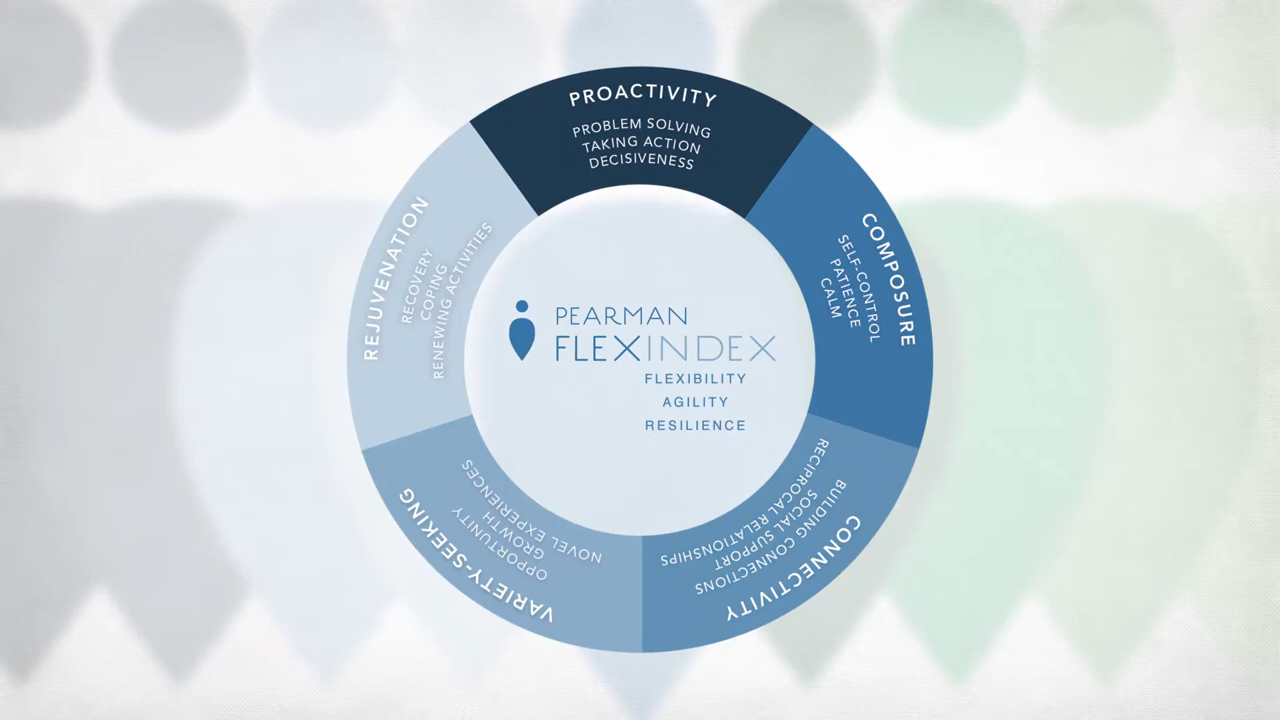 PROACTIVITY
PROBLEM SOLVING
TAKING ACTION
DECISIVENESS
COMPOSURE
SELF-CONTROL
PATIENCE
CALM
CONNECTIVITY
BUILDING CONNECTIONS
SOCIAL SUPPORT
RECIPROCAL RELATIONSHIPS
VARIETY-SEEKING
OPPORTUNITY
GROWTH
NOVEL EXPERIENCES
REJUVENATION
RECOVERY
COPING
RENEWING ACTIVITIES
PEARMAN
FLEXINDEX
FLEXIBILITY
AGILITY
RESILIENCE